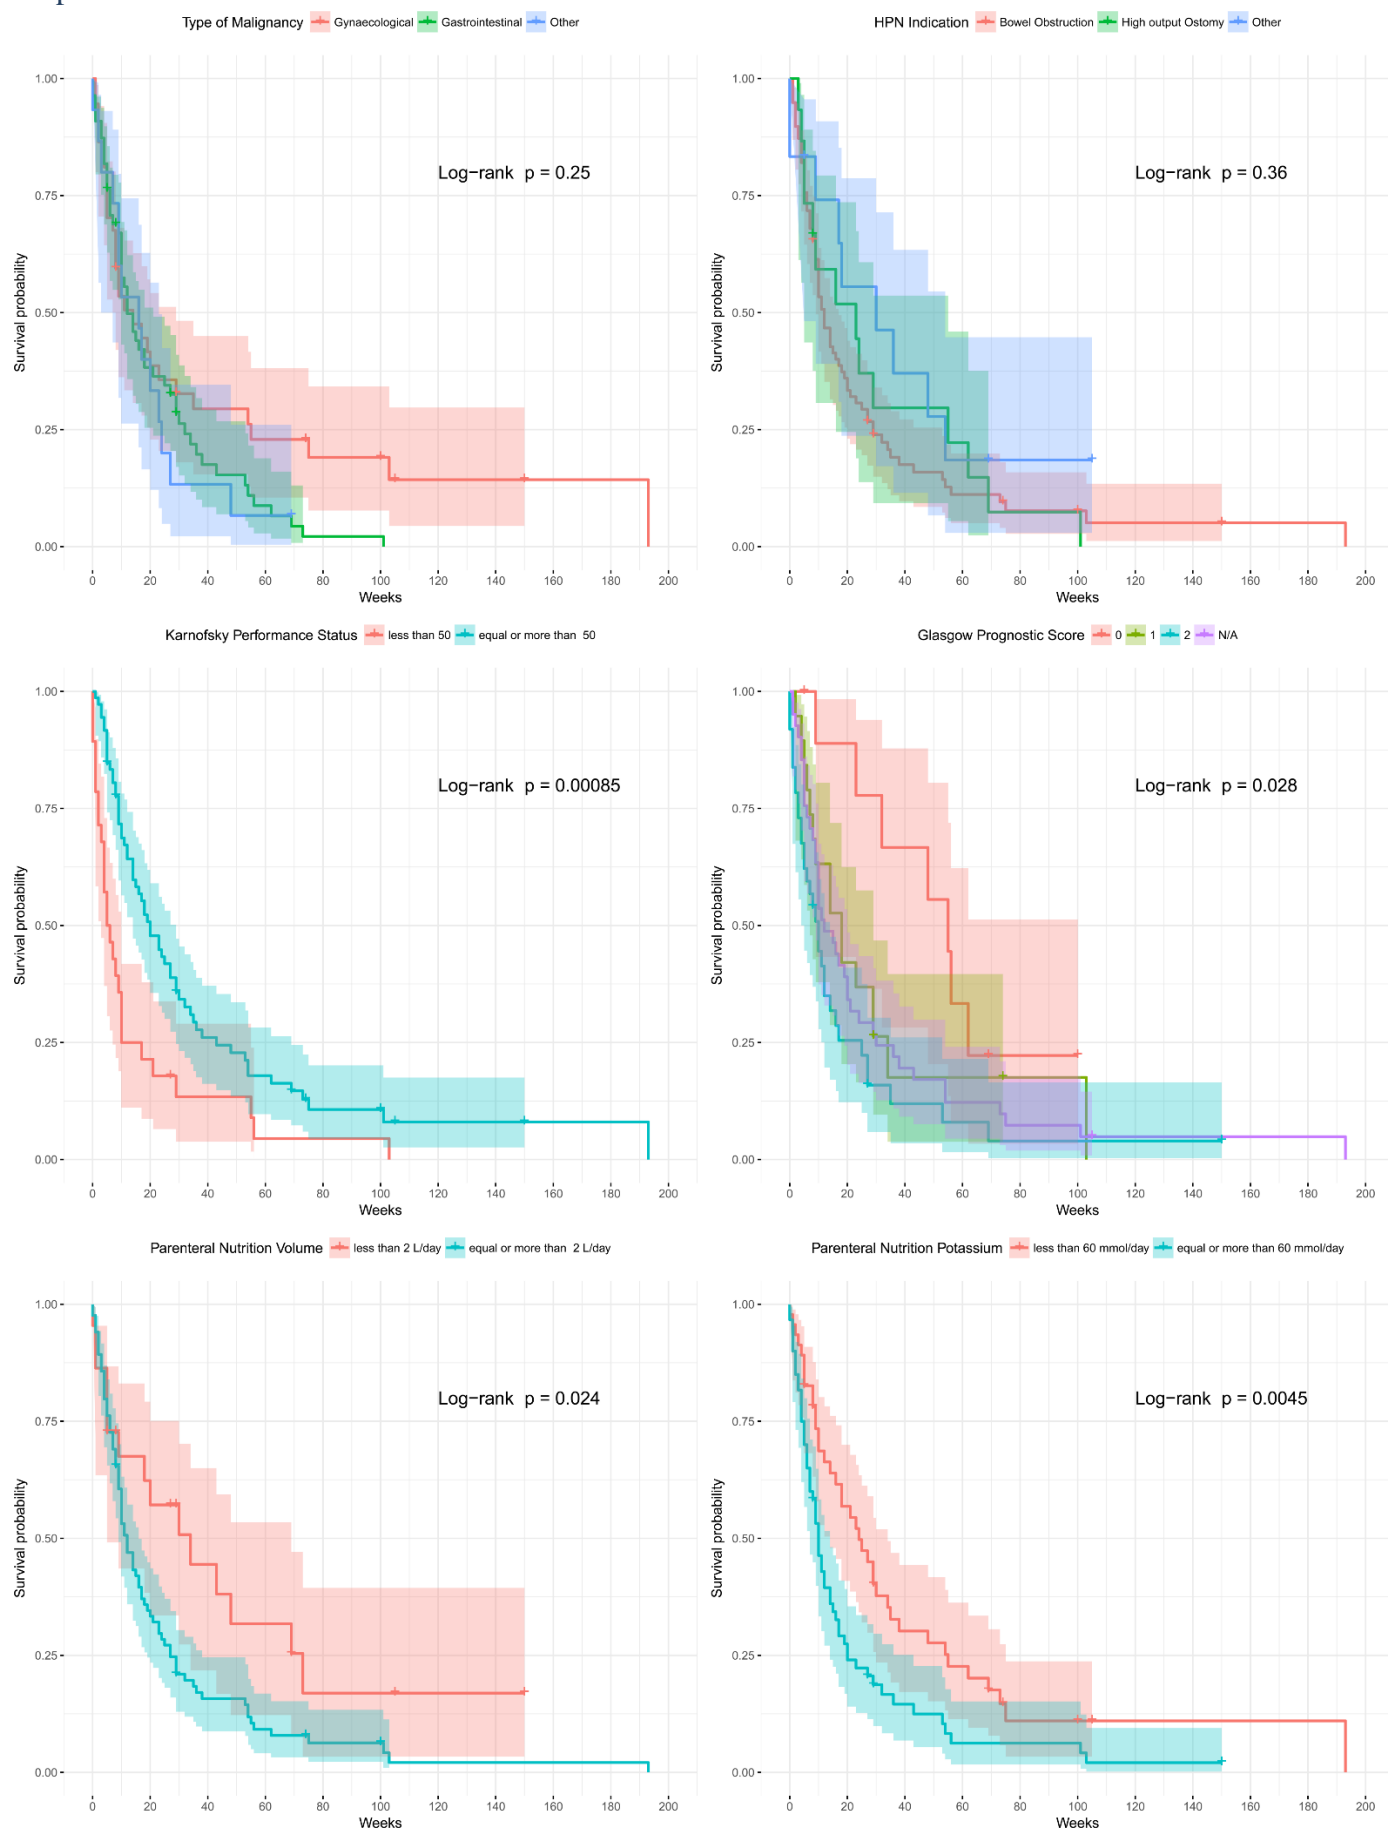 Type of Malignancy Gynaecological Gastrointestinal Other
Survival probability
1.00
0.75
0.50
0.25
0.00
Log−rank p = 0.25
0 20 40 60 80 100 120 140 160 180 200
Weeks
HPN Indication Bowel Obstruction High output Ostomy Other
Survival probability
1.00
0.75
0.50
0.25
0.00
Log−rank p = 0.36
0 20 40 60 80 100 120 140 160 180 200
Weeks
Karnofsky Performance Status less than 50 equal or more than 50
Survival probability
1.00
0.75
0.50
0.25
0.00
Log−rank p = 0.00085
0 20 40 60 80 100 120 140 160 180 200
Weeks
Glasgow Prognostic Score 0 1 2 N/A
Survival probability
1.00
0.75
0.50
0.25
0.00
Log−rank p = 0.028
0 20 40 60 80 100 120 140 160 180 200
Weeks
Parenteral Nutrition Volume less than 2 L/day equal or more than 2 L/day
Survival probability
1.00
0.75
0.50
0.25
0.00
Log−rank p = 0.024
0 20 40 60 80 100 120 140 160 180 200
Weeks
Parenteral Nutrition Potassium less than 60 mmol/day equal or more than 60 mmol/day
Survival probability
1.00
0.75
0.50
0.25
0.00
Log−rank p = 0.0045
0 20 40 60 80 100 120 140 160 180 200
Weeks